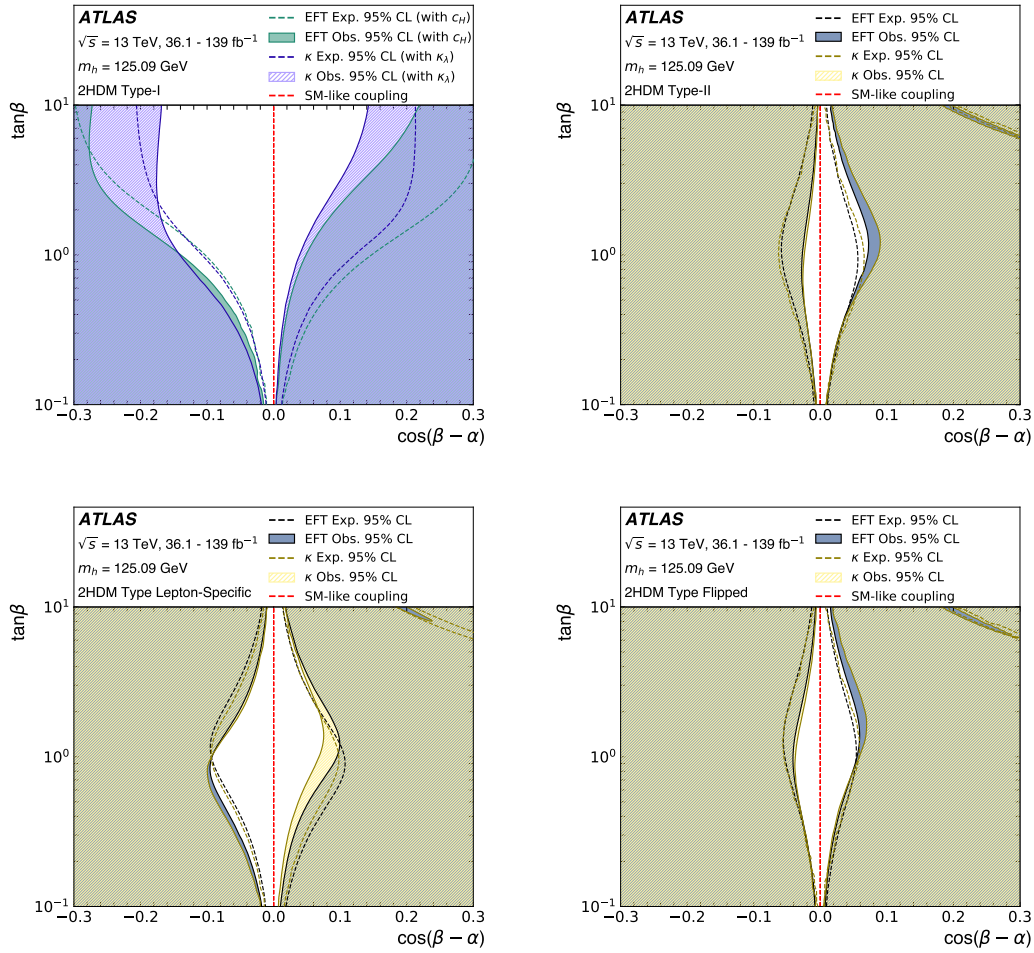 ATLAS
√s = 13 TeV, 36.1 - 139 fb⁻¹
m_h = 125.09 GeV
2HDM Type-I
EFT Exp. 95% CL (with c_H)
EFT Obs. 95% CL (with c_H)
κ Exp. 95% CL (with κ_λ)
κ Obs. 95% CL (with κ_λ)
SM-like coupling
tanβ
10¹
10⁰
10⁻¹
−0.3 −0.2 −0.1 0.0 0.1 0.2 0.3
cos(β − α)
ATLAS
√s = 13 TeV, 36.1 - 139 fb⁻¹
m_h = 125.09 GeV
2HDM Type-II
EFT Exp. 95% CL
EFT Obs. 95% CL
κ Exp. 95% CL
κ Obs. 95% CL
SM-like coupling
tanβ
10¹
10⁰
10⁻¹
−0.3 −0.2 −0.1 0.0 0.1 0.2 0.3
cos(β − α)
ATLAS
√s = 13 TeV, 36.1 - 139 fb⁻¹
m_h = 125.09 GeV
2HDM Type Lepton-Specific
EFT Exp. 95% CL
EFT Obs. 95% CL
κ Exp. 95% CL
κ Obs. 95% CL
SM-like coupling
tanβ
10¹
10⁰
10⁻¹
−0.3 −0.2 −0.1 0.0 0.1 0.2 0.3
cos(β − α)
ATLAS
√s = 13 TeV, 36.1 - 139 fb⁻¹
m_h = 125.09 GeV
2HDM Type Flipped
EFT Exp. 95% CL
EFT Obs. 95% CL
κ Exp. 95% CL
κ Obs. 95% CL
SM-like coupling
tanβ
10¹
10⁰
10⁻¹
−0.3 −0.2 −0.1 0.0 0.1 0.2 0.3
cos(β − α)